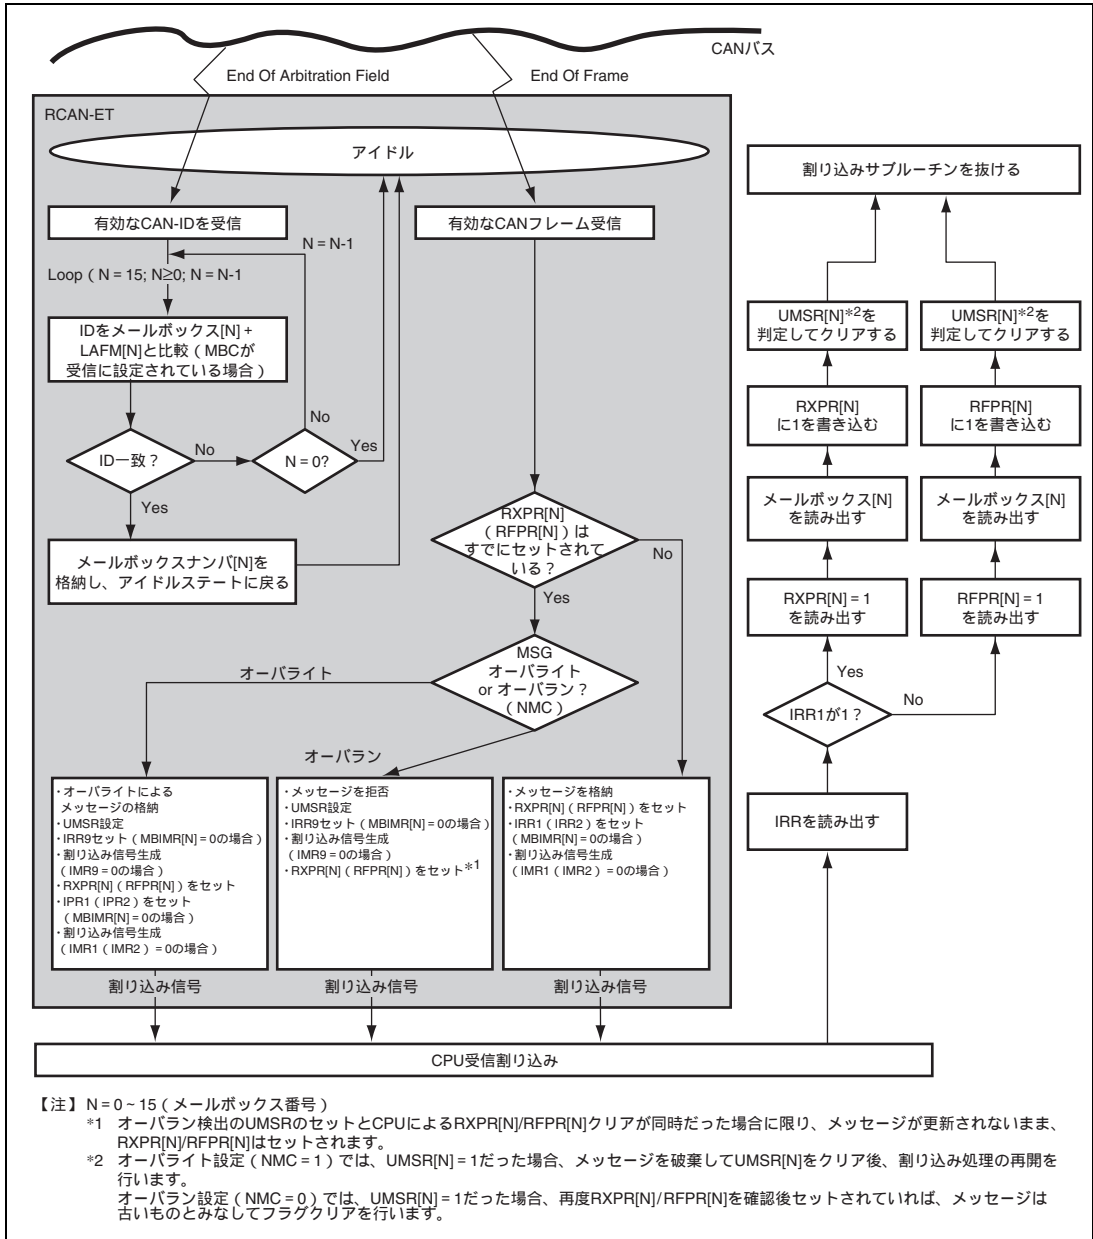 CANバス
End Of Arbitration Field
End Of Frame
RCAN-ET
アイドル
有効なCAN-IDを受信
有効なCANフレーム受信
N = N-1
Loop（N = 15; N≥0; N = N-1
IDをメールボックス[N] +
LAFM[N]と比較（MBCが
受信に設定されている場合）
ID一致？
No
N = 0?
No
Yes
Yes
メールボックスナンバ[N]を
格納し、アイドルステートに戻る
RXPR[N]
（RFPR[N]）は
すでにセットされて
いる？
No
Yes
MSG
オーバライト
or オーバラン？
（NMC）
オーバライト
オーバラン
・オーバライトによる
メッセージの格納
・UMSR設定
・IRR9セット（MBIMR[N] = 0の場合）
・割り込み信号生成
（IMR9 = 0の場合）
・RXPR[N]（RFPR[N]）をセット
・IPR1（IPR2）をセット
（MBIMR[N] = 0の場合）
・割り込み信号生成
（IMR1（IMR2）= 0の場合）
・メッセージを拒否
・UMSR設定
・IRR9セット（MBIMR[N] = 0の場合）
・割り込み信号生成
（IMR9 = 0の場合）
・RXPR[N]（RFPR[N]）をセット*1
・メッセージを格納
・RXPR[N]（RFPR[N]）をセット
・IRR1（IRR2）をセット
（MBIMR[N] = 0の場合）
・割り込み信号生成
（IMR1（IMR2）= 0の場合）
割り込み信号
割り込み信号
割り込み信号
CPU受信割り込み
割り込みサブルーチンを抜ける
UMSR[N]*2を
判定してクリアする
UMSR[N]*2を
判定してクリアする
RXPR[N]
に1を書き込む
RFPR[N]
に1を書き込む
メールボックス[N]
を読み出す
メールボックス[N]
を読み出す
RXPR[N] = 1
を読み出す
RFPR[N] = 1
を読み出す
Yes
No
IRR1が1？
IRRを読み出す
【注】 N = 0 ~ 15（メールボックス番号）
*1 オーバラン検出のUMSRのセットとCPUによるRXPR[N]/RFPR[N]クリアが同時だった場合に限り、メッセージが更新されないまま、
RXPR[N]/RFPR[N]はセットされます。
*2 オーバライト設定（NMC = 1）では、UMSR[N] = 1だった場合、メッセージを破棄してUMSR[N]をクリア後、割り込み処理の再開を
行います。
オーバラン設定（NMC = 0）では、UMSR[N] = 1だった場合、再度RXPR[N]/RFPR[N]を確認後セットされていれば、メッセージは
古いものとみなしてフラグクリアを行います。